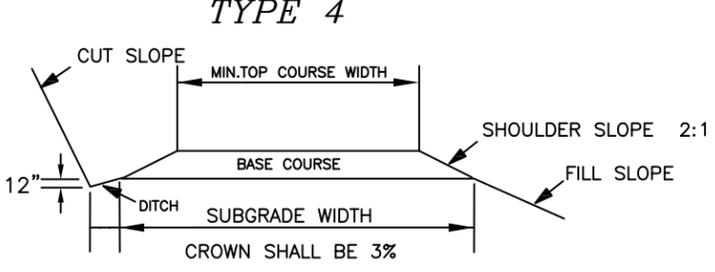 TYPE 4
CUT SLOPE
MIN.TOP COURSE WIDTH
SHOULDER SLOPE 2:1
BASE COURSE
FILL SLOPE
12"
DITCH
SUBGRADE WIDTH
CROWN SHALL BE 3%